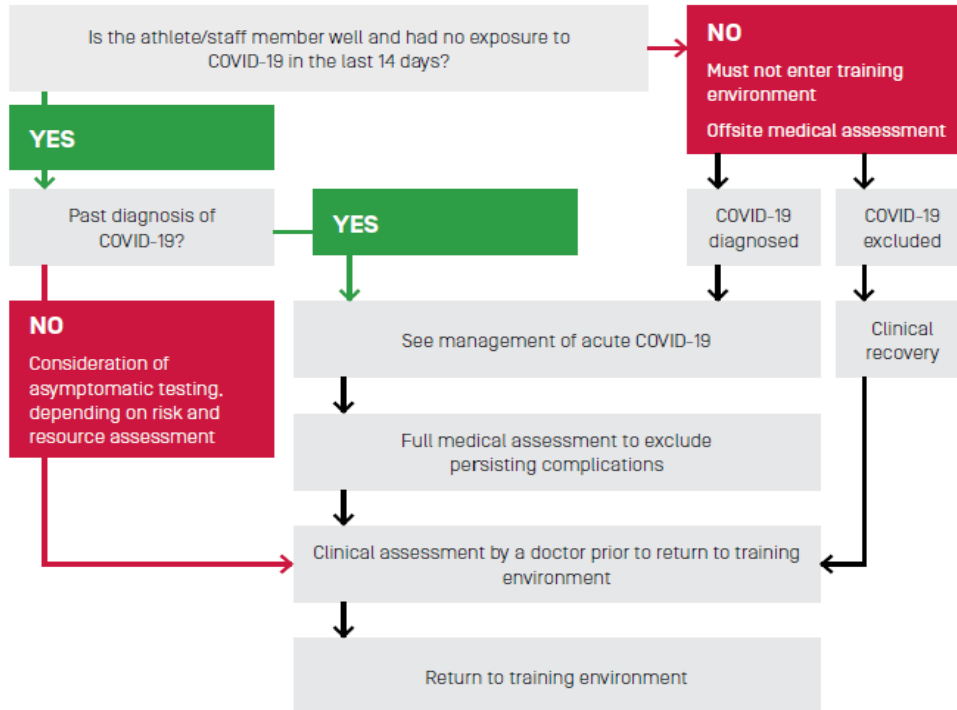 Is the athlete/staff member well and had no exposure to
COVID-19 in the last 14 days?
NO
Must not enter training
environment
Offsite medical assessment
YES
Past diagnosis of
COVID-19?
YES
COVID-19
diagnosed
COVID-19
excluded
NO
Consideration of
asymptomatic testing,
depending on risk and
resource assessment
See management of acute COVID-19
Clinical
recovery
Full medical assessment to exclude
persisting complications
Clinical assessment by a doctor prior to return to training
environment
Return to training environment